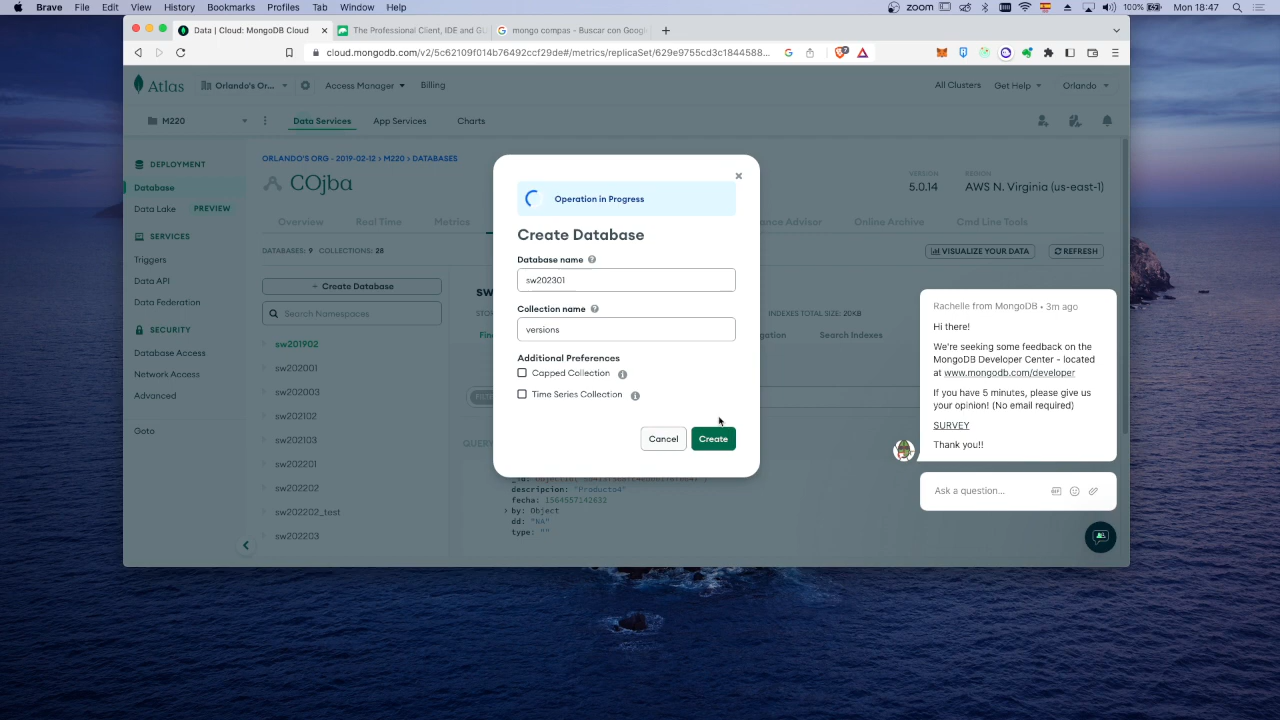 Brave File Edit View History Bookmarks Profiles Tab Window Help zoom 100% Mon 18:47
Data | Cloud: MongoDB Cloud
The Professional Client, IDE and GU
mongo compas - Buscar con Googl
cloud.mongodb.com/v2/5c62109f014b76492ccf29de#/metrics/replicaSet/629e9755cd3c1844588...
Atlas Orlando's Or... Access Manager Billing All Clusters Get Help Orlando
M220 Data Services App Services Charts
DEPLOYMENT
Database
Data Lake PREVIEW
SERVICES
Triggers
Data API
Data Federation
SECURITY
Database Access
Network Access
Advanced
Goto
ORLANDO'S ORG - 2019-02-12 > M220 > DATABASES
COjba
VERSION
5.0.14
REGION
AWS N. Virginia (us-east-1)
Overview Real Time Metrics ance Advisor Online Archive Cmd Line Tools
DATABASES: 9 COLLECTIONS: 28
VISUALIZE YOUR DATA
REFRESH
+ Create Database
Search Namespaces
sw201902
sw202001
sw202003
sw202102
sw202103
sw202201
sw202202
sw202202_test
sw202203
INDEXES TOTAL SIZE: 20KB
Search Indexes
descripcion: "Producto4"
fecha: 1564557142632
by: Object
dd: "NA"
type: ""
Operation in Progress
Create Database
Database name
sw202301
Collection name
versions
Additional Preferences
Capped Collection
Time Series Collection
Cancel
Create
Rachelle from MongoDB • 3m ago
Hi there!
We're seeking some feedback on the
MongoDB Developer Center - located
at www.mongodb.com/developer
If you have 5 minutes, please give us
your opinion! (No email required)
SURVEY
Thank you!!
Ask a question...